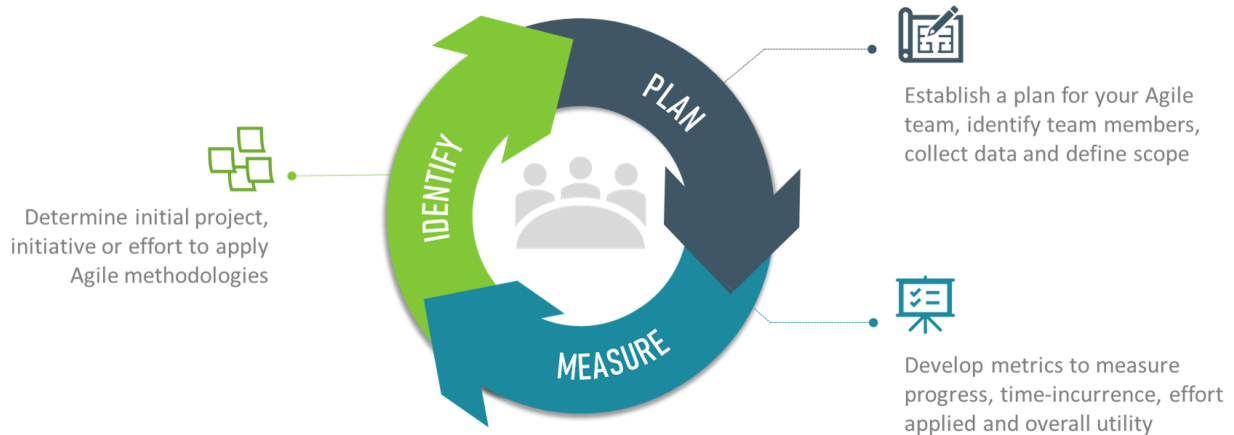 PLAN
Establish a plan for your Agile
team, identify team members,
collect data and define scope
IDENTIFY
Determine initial project,
initiative or effort to apply
Agile methodologies
MEASURE
Develop metrics to measure
progress, time-incurrence, effort
applied and overall utility